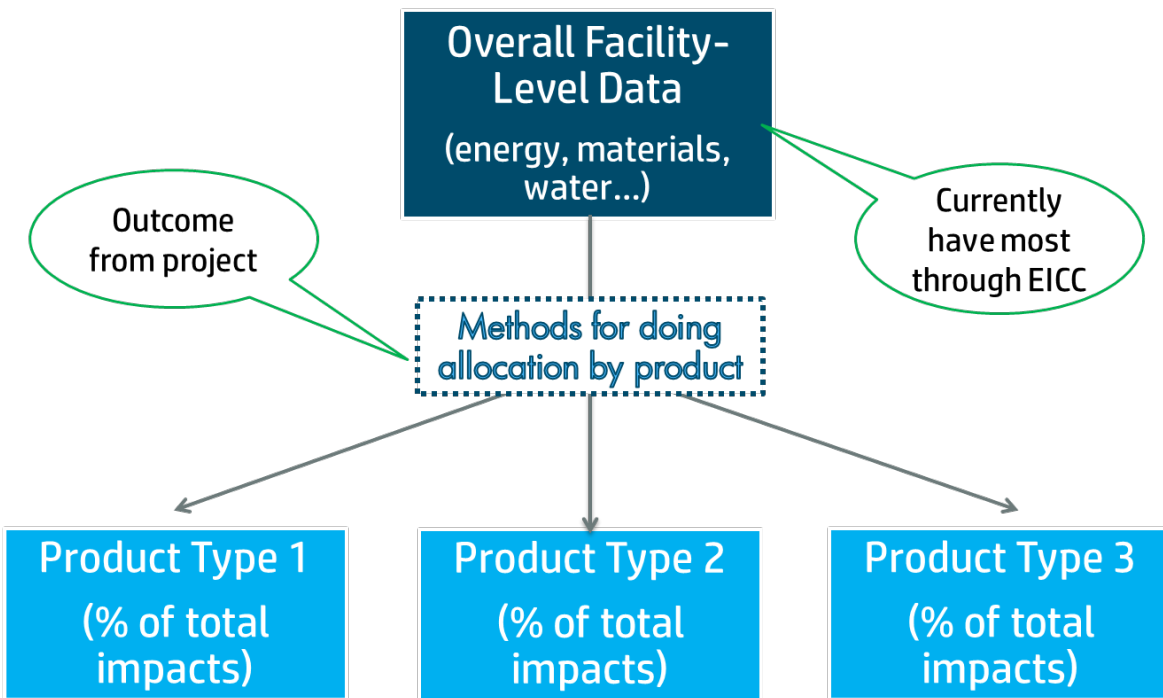 Overall Facility-
Level Data
(energy, materials,
water...)
Outcome
from project
Currently
have most
through EICC
Methods for doing
allocation by product
Product Type 1
(% of total
impacts)
Product Type 2
(% of total
impacts)
Product Type 3
(% of total
impacts)